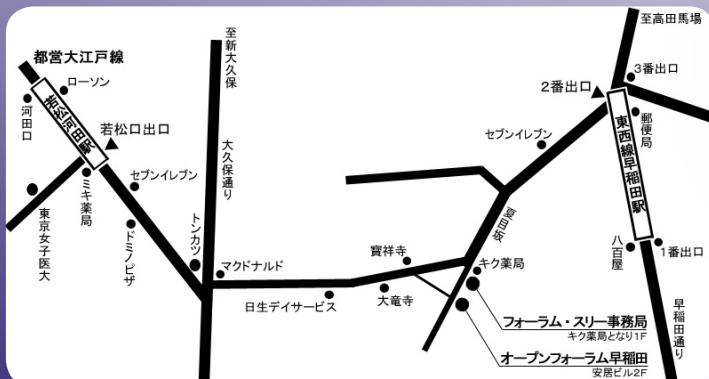 都営大江戸線
ローソン
河田口
若松河田駅
若松口出口
ミキ薬局
東京女子医大
セブンイレブン
ドミノピザ
至新大久保
大久保通り
トンカツ
マクドナルド
日生デイサービス
寶祥寺
大竜寺
夏目坂
キク薬局
セブンイレブン
至高田馬場
3番出口
2番出口
郵便局
東西線早稲田駅
八百屋
1番出口
早稲田通り
フォーラム・スリー事務局
キク薬局となり1F
オープンフォーラム早稲田
安居ビル2F